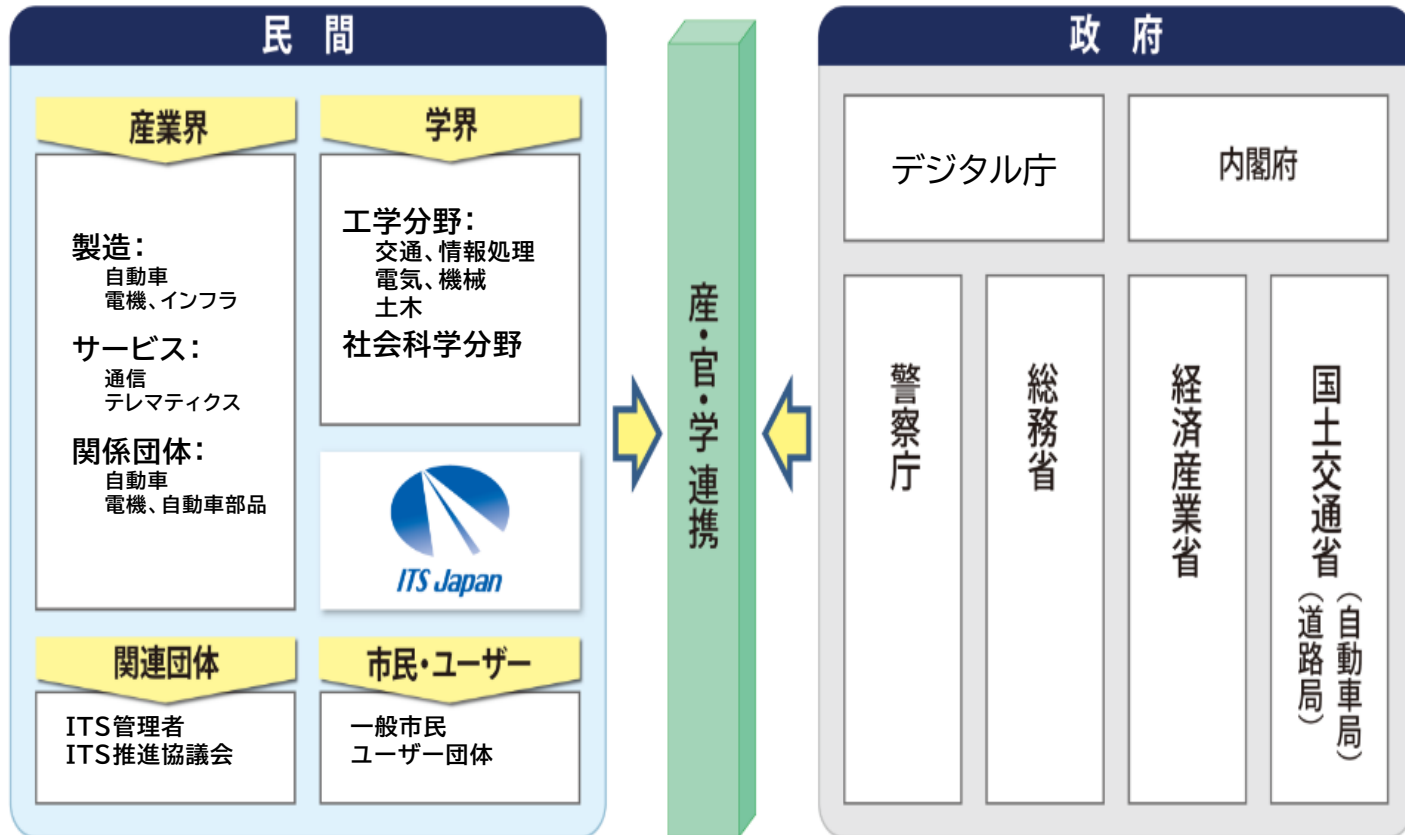 民 間
産業界
製造：
自動車
電機、インフラ
サービス：
通信
テレマティクス
関係団体：
自動車
電機、自動車部品
学界
工学分野：
交通、情報処理
電気、機械
土木
社会科学分野
ITS Japan
関連団体
ITS管理者
ITS推進協議会
市民・ユーザー
一般市民
ユーザー団体
産・官・学 連携
政 府
デジタル庁
内閣府
警察庁
総務省
経済産業省
国土交通省
（自動車局）
（道路局）